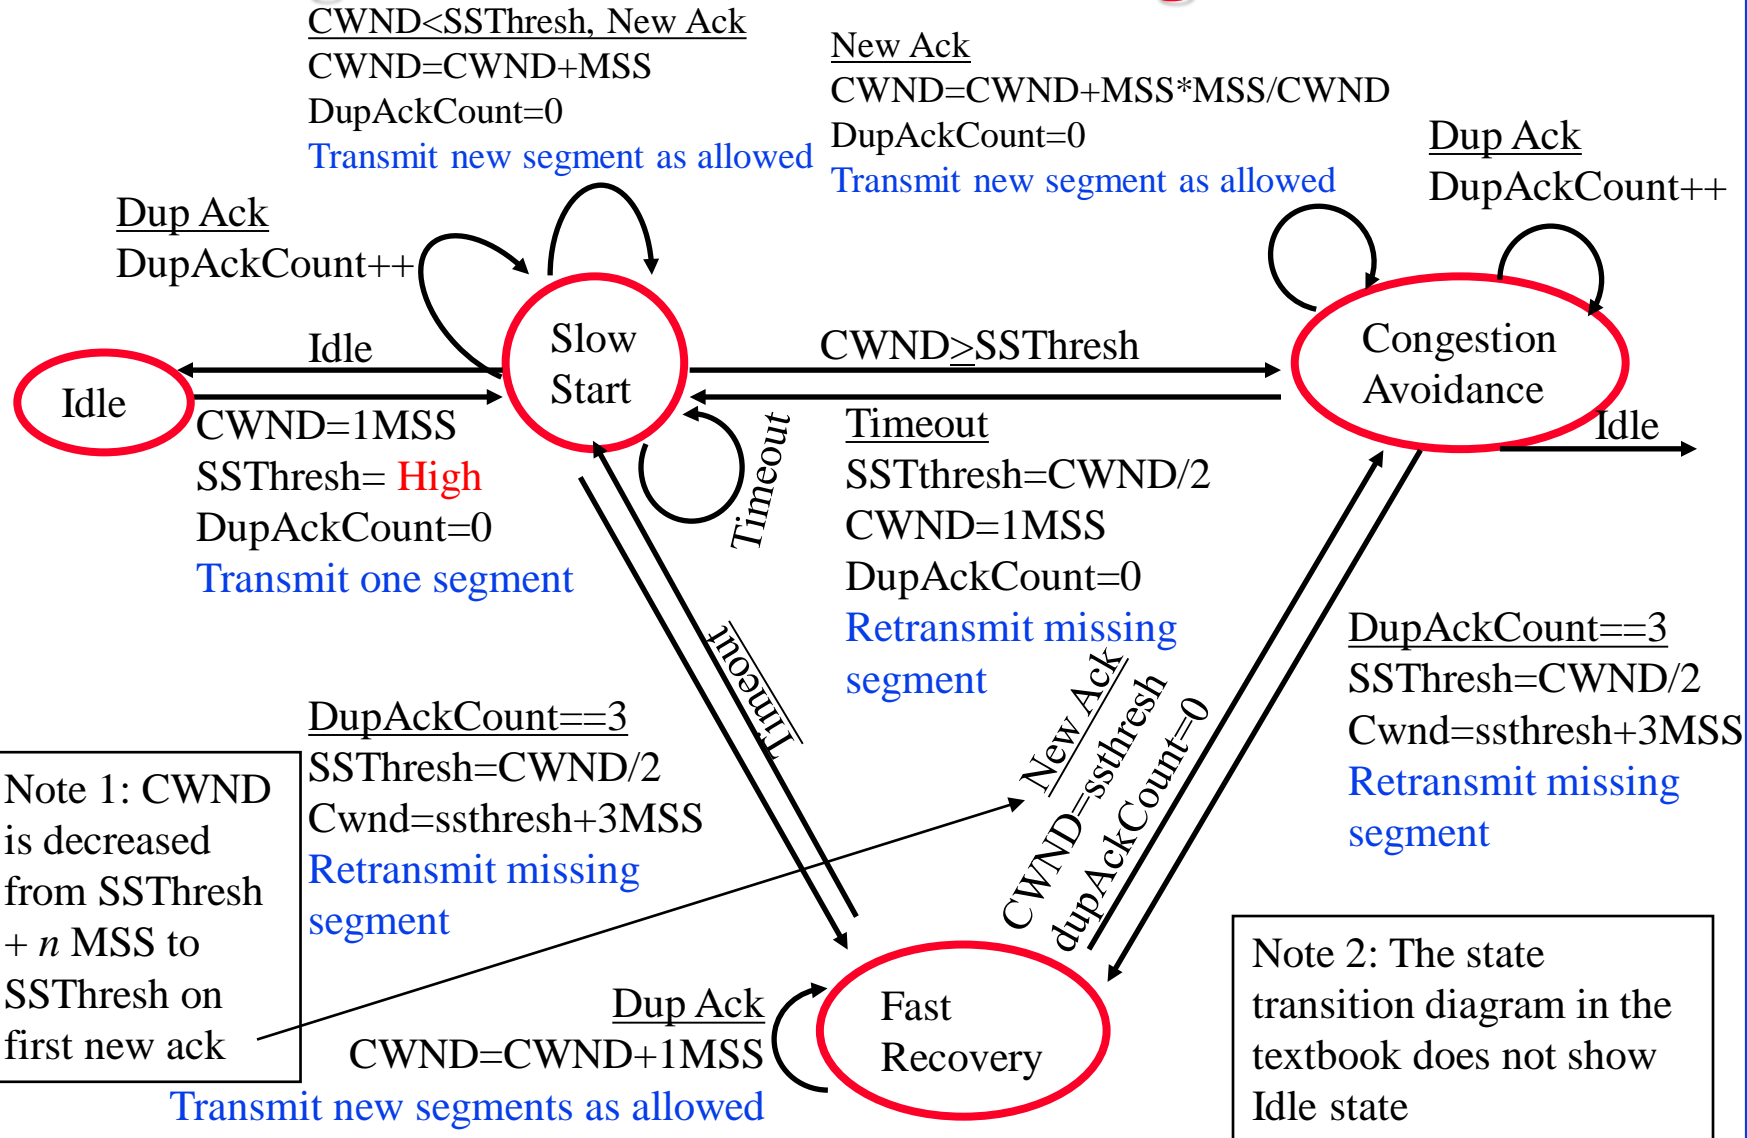 CWND<SSThresh, New Ack
CWND=CWND+MSS
DupAckCount=0
Transmit new segment as allowed
New Ack
CWND=CWND+MSS*MSS/CWND
DupAckCount=0
Transmit new segment as allowed
Dup Ack
DupAckCount++
Dup Ack
DupAckCount++
Idle
Slow
Start
CWND≥SSThresh
Congestion
Avoidance
Idle
Idle
CWND=1MSS
SSThresh= High
DupAckCount=0
Transmit one segment
Timeout
Timeout
SSTthresh=CWND/2
CWND=1MSS
DupAckCount=0
Retransmit missing
segment
Timeout
DupAckCount==3
SSThresh=CWND/2
Cwnd=ssthresh+3MSS
Retransmit missing
segment
New Ack
CWND=ssthresh
dupAckCount=0
DupAckCount==3
SSThresh=CWND/2
Cwnd=ssthresh+3MSS
Retransmit missing
segment
Note 1: CWND
is decreased
from SSThresh
+ n MSS to
SSThresh on
first new ack
Dup Ack
CWND=CWND+1MSS
Transmit new segments as allowed
Fast
Recovery
Note 2: The state
transition diagram in the
textbook does not show
Idle state